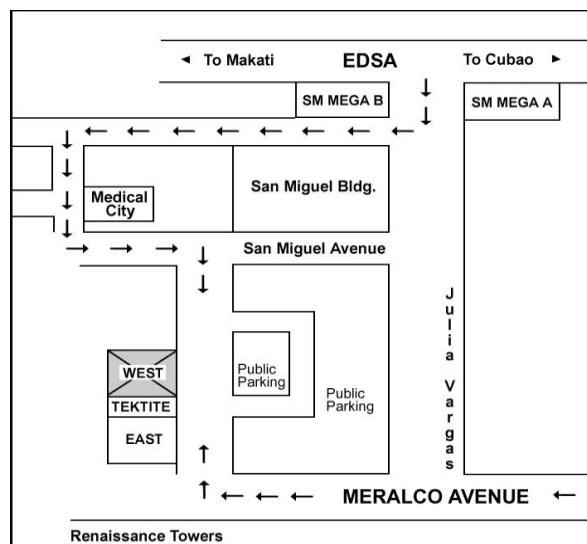 To Makati
EDSA
To Cubao
SM MEGA B
SM MEGA A
Medical
City
San Miguel Bldg.
San Miguel Avenue
Julia Vargas
WEST
TEKTITE
EAST
Public
Parking
Public
Parking
MERALCO AVENUE
Renaissance Towers